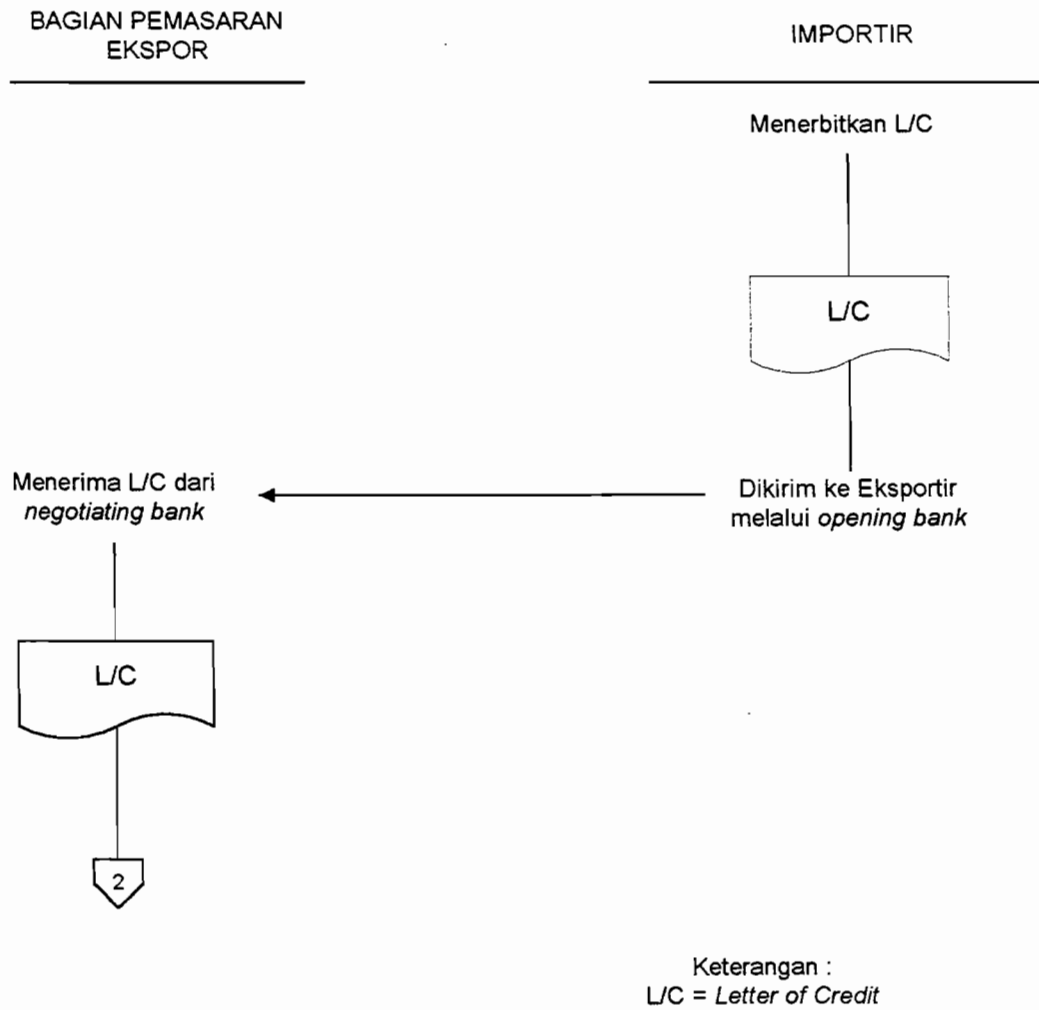 BAGIAN PEMASARAN
EKSPOR
IMPORTIR
Menerbitkan L/C
L/C
Dikirim ke Eksportir
melalui opening bank
Menerima L/C dari
negotiating bank
L/C
2
Keterangan :
L/C = Letter of Credit